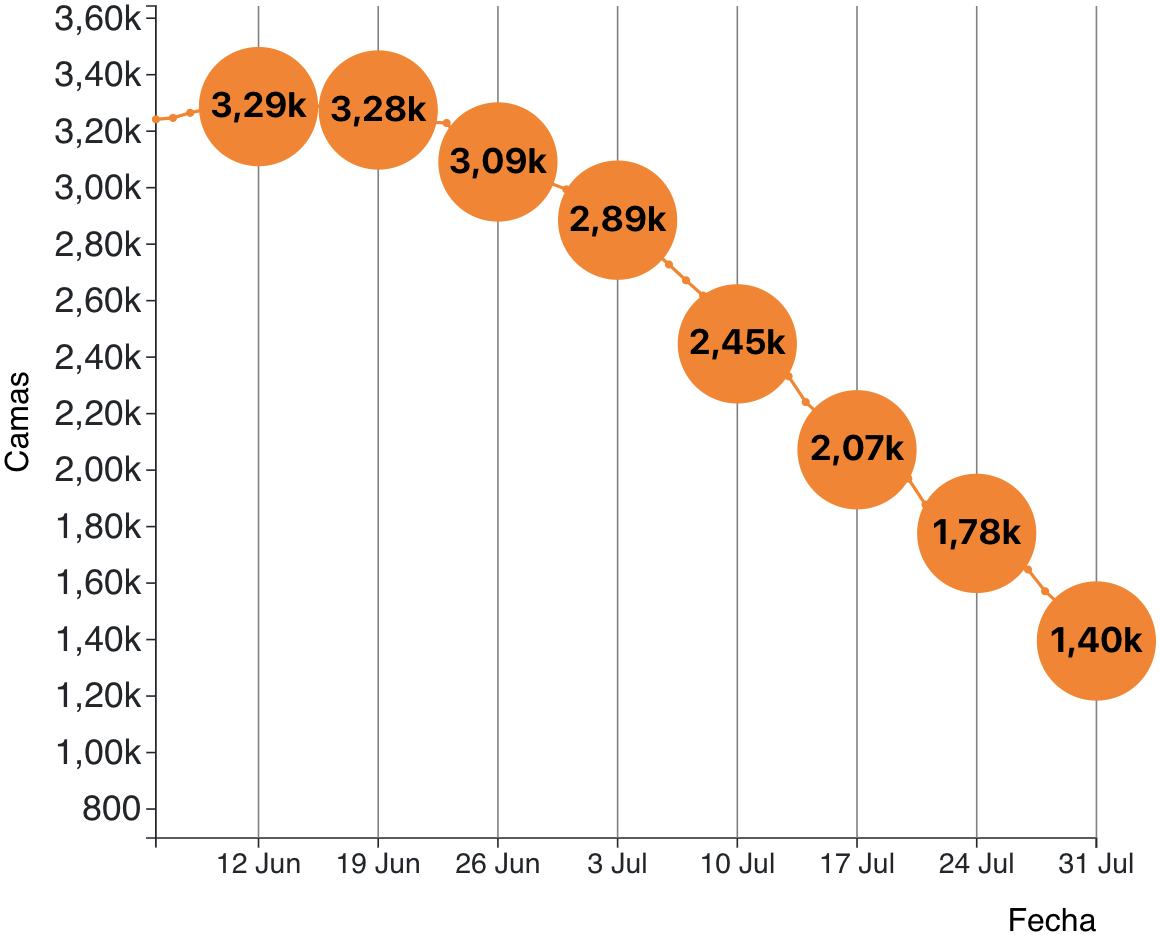 3,60k
3,40k
3,20k
3,00k
2,80k
2,60k
2,40k
2,20k
2,00k
1,80k
1,60k
1,40k
1,20k
1,00k
800
Camas
3,29k
3,28k
3,09k
2,89k
2,45k
2,07k
1,78k
1,40k
12 Jun 19 Jun 26 Jun 3 Jul 10 Jul 17 Jul 24 Jul 31 Jul
Fecha